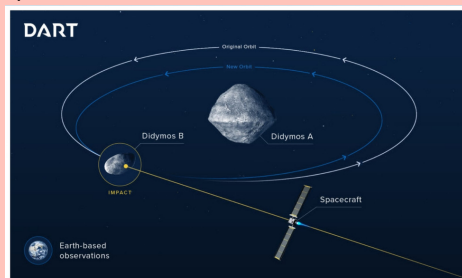 DART
Original Orbit
New Orbit
Didymos B
Didymos A
IMPACT
Spacecraft
Earth-based
observations